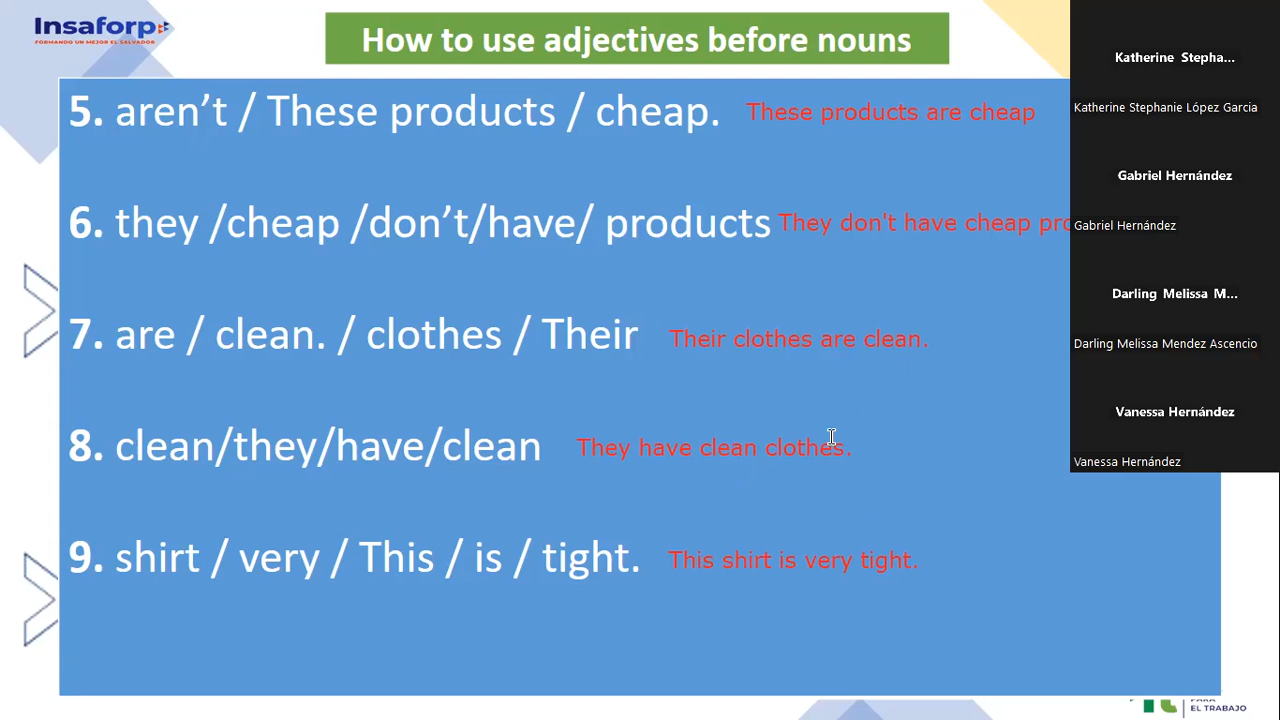 Insaforp
FORMANDO UN MEJOR EL SALVADOR
How to use adjectives before nouns
5. aren't / These products / cheap. These products are cheap
6. they /cheap /don't/have/ products They don't have cheap
7. are / clean. / clothes / Their Their clothes are clean.
8. clean/they/have/clean They have clean clothes.
9. shirt / very / This / is / tight. This shirt is very tight.
Katherine Stepha...
Katherine Stephanie López Garcia
Gabriel Hernández
Gabriel Hernández
Darling Melissa M...
Darling Melissa Mendez Ascencio
Vanessa Hernández
Vanessa Hernández
EL TRABAJO